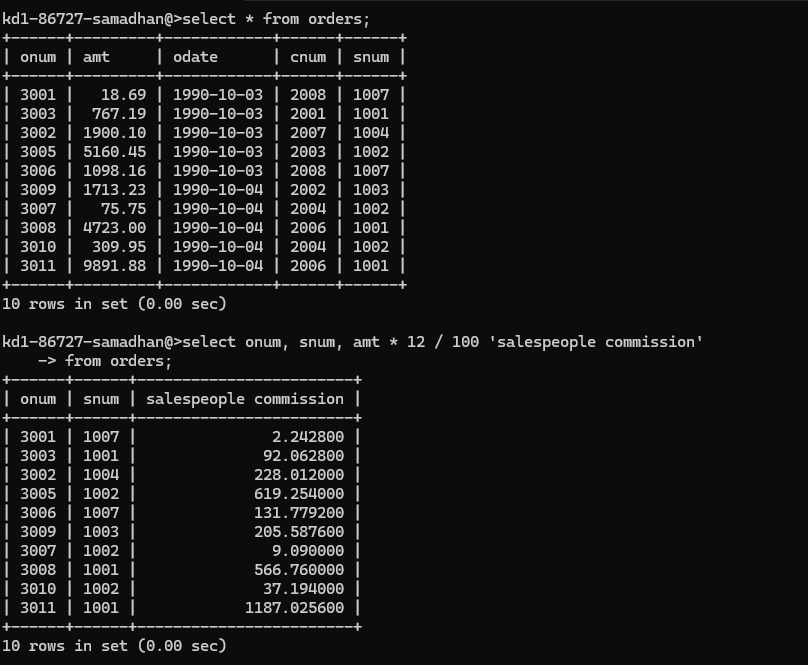 kd1-86727-samadhan@>select * from orders;
+------+---------+------------+------+------+
| onum | amt     | odate      | cnum | snum |
+------+---------+------------+------+------+
| 3001 |   18.69 | 1990-10-03 | 2008 | 1007 |
| 3003 |  767.19 | 1990-10-03 | 2001 | 1001 |
| 3002 | 1900.10 | 1990-10-03 | 2007 | 1004 |
| 3005 | 5160.45 | 1990-10-03 | 2003 | 1002 |
| 3006 | 1098.16 | 1990-10-03 | 2008 | 1007 |
| 3009 | 1713.23 | 1990-10-04 | 2002 | 1003 |
| 3007 |   75.75 | 1990-10-04 | 2004 | 1002 |
| 3008 | 4723.00 | 1990-10-04 | 2006 | 1001 |
| 3010 |  309.95 | 1990-10-04 | 2004 | 1002 |
| 3011 | 9891.88 | 1990-10-04 | 2006 | 1001 |
+------+---------+------------+------+------+
10 rows in set (0.00 sec)
kd1-86727-samadhan@>select onum, snum, amt * 12 / 100 'salespeople commission'
    -> from orders;
+------+------+------------------------+
| onum | snum | salespeople commission |
+------+------+------------------------+
| 3001 | 1007 |               2.242800 |
| 3003 | 1001 |              92.062800 |
| 3002 | 1004 |             228.012000 |
| 3005 | 1002 |             619.254000 |
| 3006 | 1007 |             131.779200 |
| 3009 | 1003 |             205.587600 |
| 3007 | 1002 |               9.090000 |
| 3008 | 1001 |             566.760000 |
| 3010 | 1002 |              37.194000 |
| 3011 | 1001 |            1187.025600 |
+------+------+------------------------+
10 rows in set (0.00 sec)